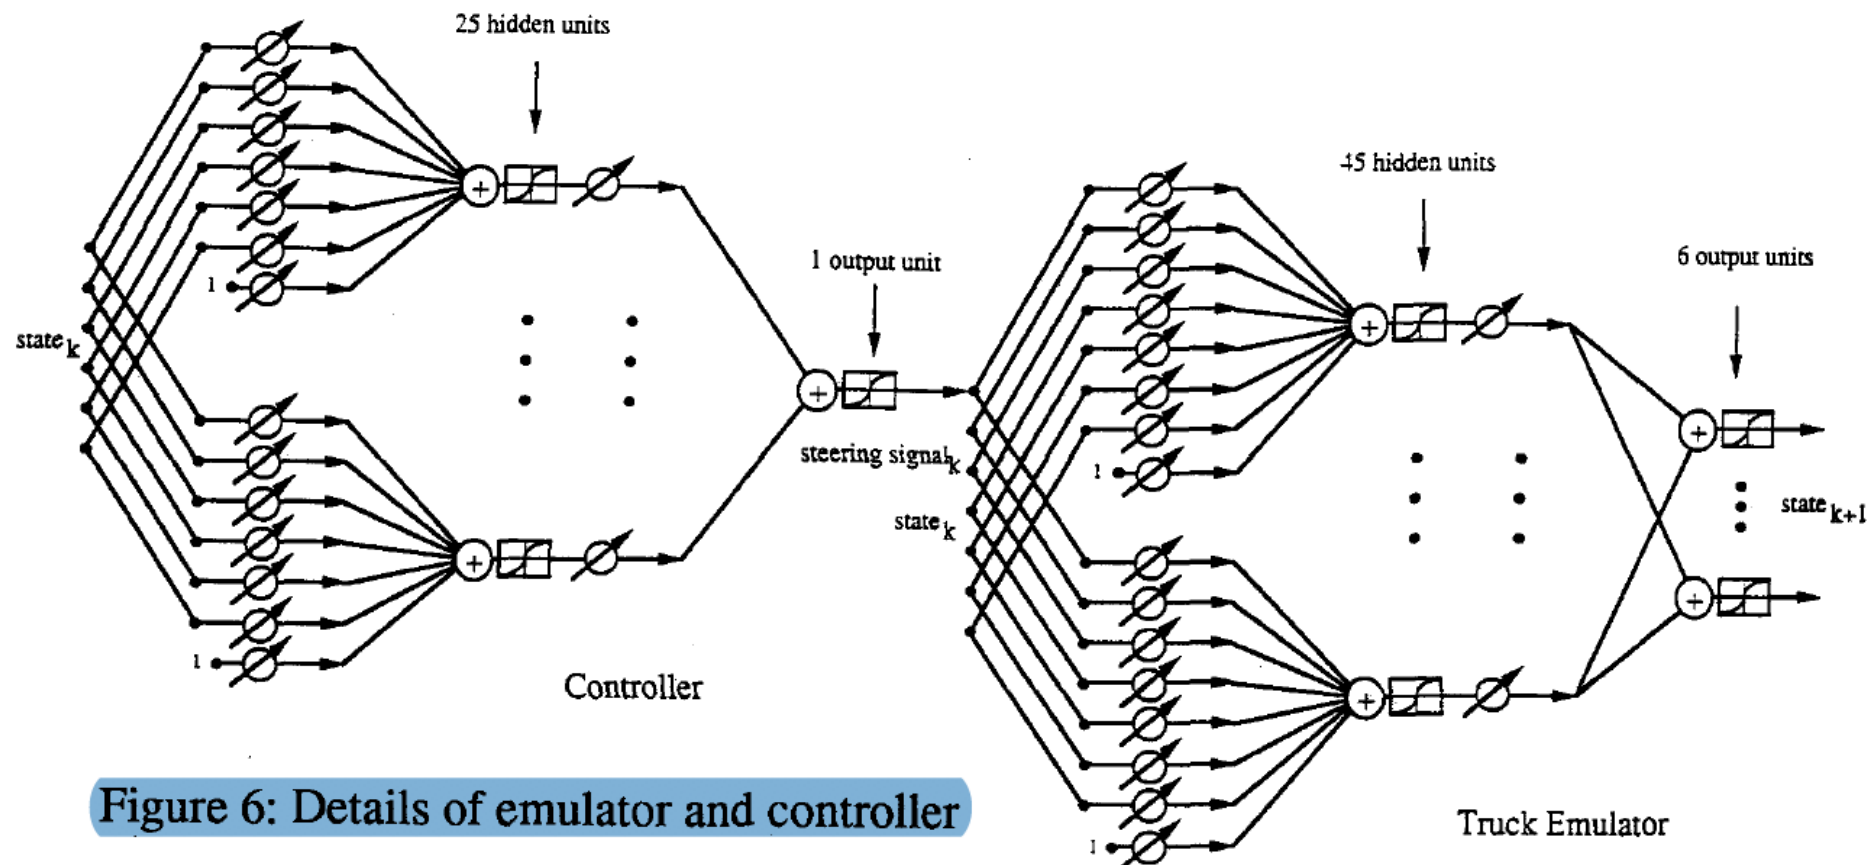 25 hidden units
1
state k
1
Controller
1 output unit
steering signal k
state k
45 hidden units
1
1
6 output units
state k+1
Truck Emulator
Figure 6: Details of emulator and controller
+
+
+
+
+
+
+